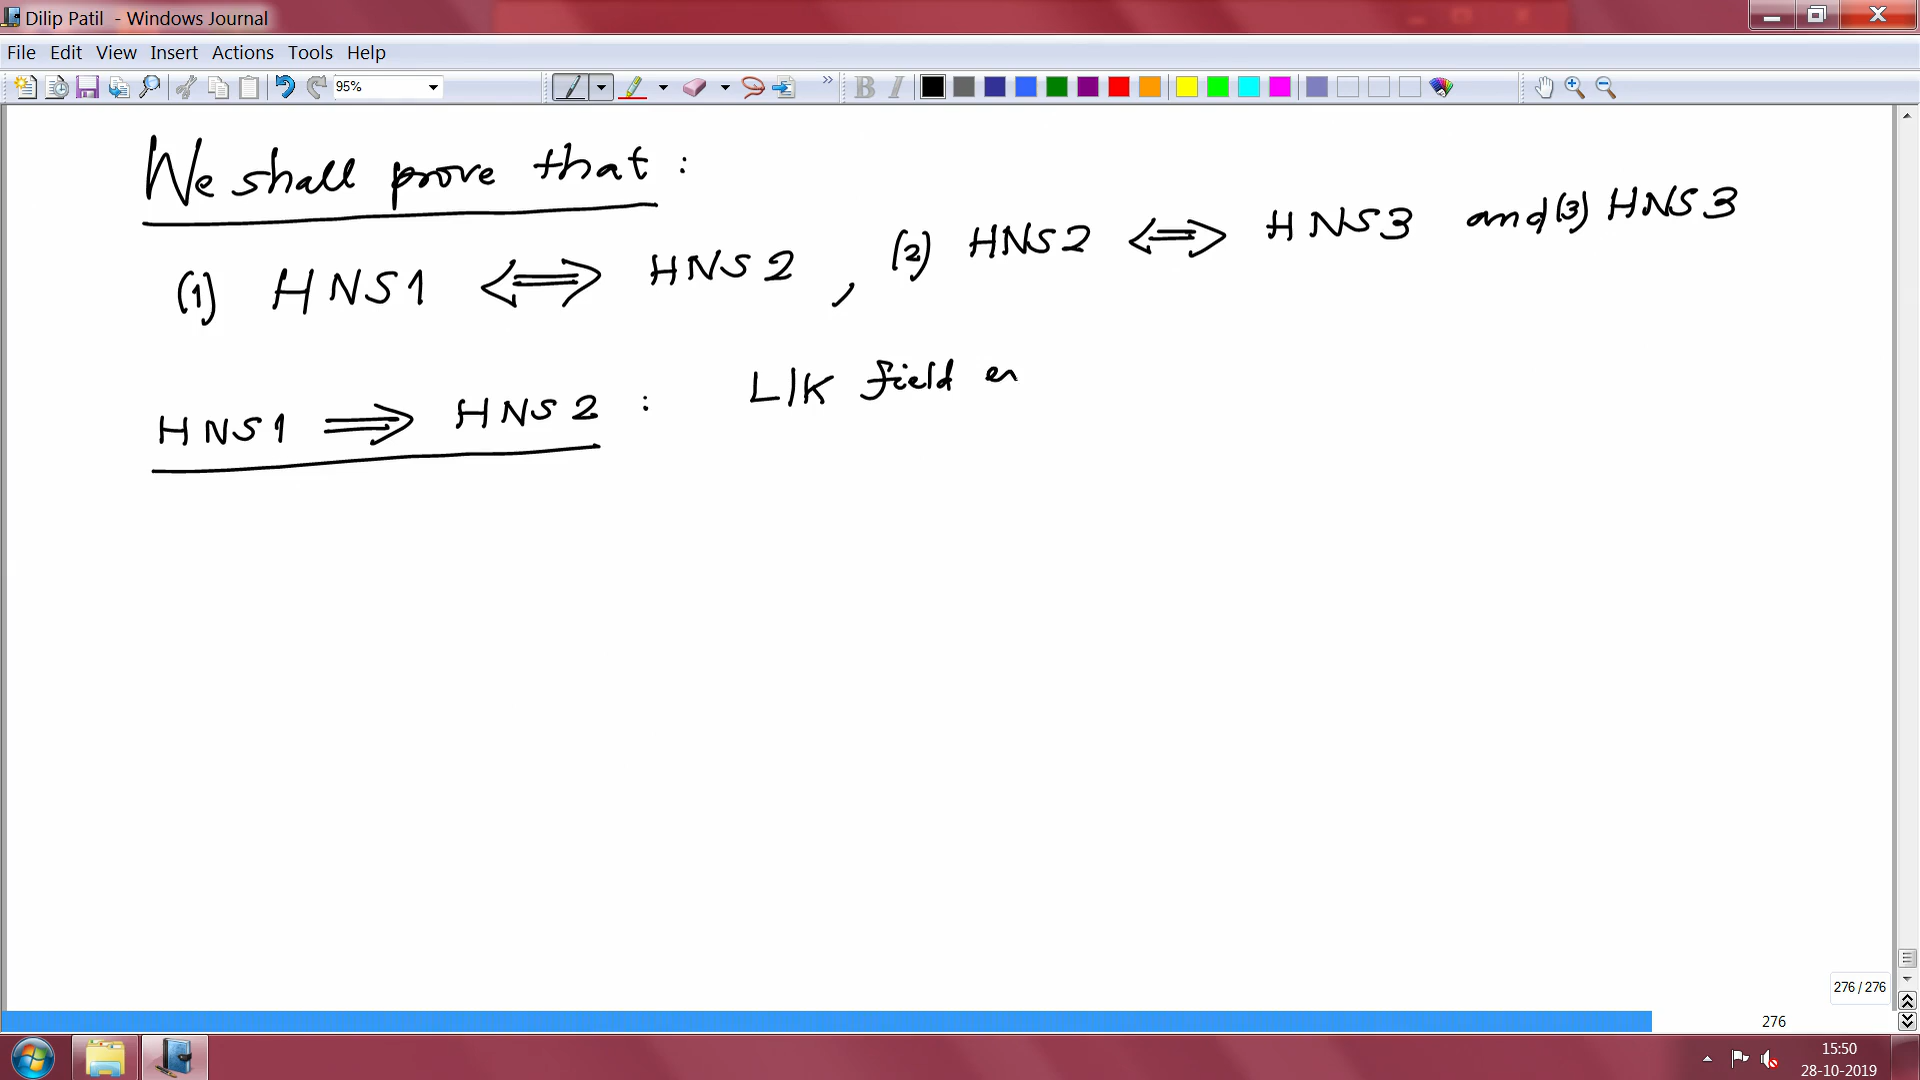 Dilip Patil - Windows Journal
File Edit View Insert Actions Tools Help
95%
We shall prove that :
(1) HNS1 ⟺ HNS2 , (2) HNS2 ⟺ HNS3 and (3) HNS3
HNS1 ⟹ HNS2 : L|K field en
276 / 276
276
15:50
28-10-2019